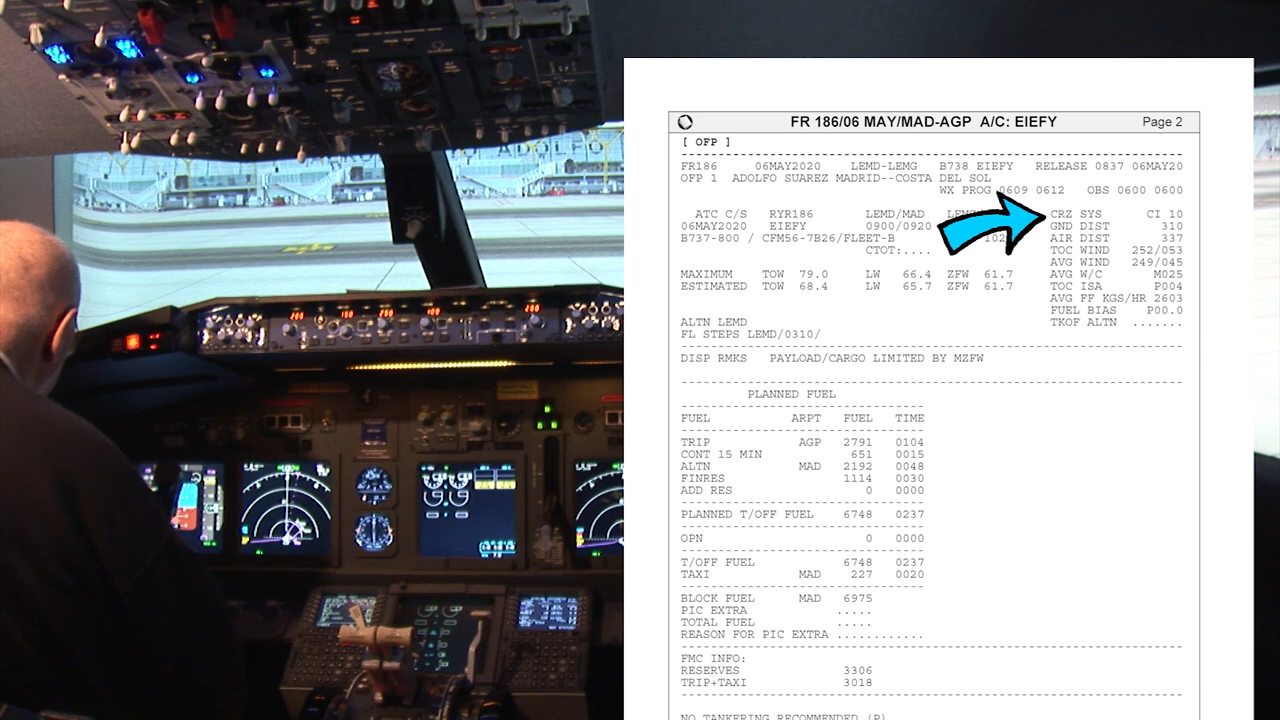 FR 186/06 MAY/MAD-AGP A/C: EIEFY Page 2
[ OFP ]
FR186 06MAY2020 LEMD-LEMG B738 EIEFY RELEASE 0837 06MAY20
OFP 1 ADOLFO SUAREZ MADRID--COSTA DEL SOL
WX PROG 0609 0612 OBS 0600 0600
ATC C/S RYR186 LEMD/MAD CRZ SYS CI 10
06MAY2020 EIEFY 0900/0920 GND DIST 310
B737-800 / CFM56-7B26/FLEET-B AIR DIST 337
CTOT:.... TOC WIND 252/053
AVG WIND 249/045
MAXIMUM TOW 79.0 LW 66.4 ZFW 61.7 AVG W/C M025
ESTIMATED TOW 68.4 LW 65.7 ZFW 61.7 TOC ISA P004
AVG FF KGS/HR 2603
FUEL BIAS P00.0
ALTN LEMD TKOF ALTN .......
FL STEPS LEMD/0310/
DISP RMKS PAYLOAD/CARGO LIMITED BY MZFW
PLANNED FUEL
FUEL ARPT FUEL TIME
TRIP AGP 2791 0104
CONT 15 MIN 651 0015
ALTN MAD 2192 0048
FINRES 1114 0030
ADD RES 0 0000
PLANNED T/OFF FUEL 6748 0237
OPN 0 0000
T/OFF FUEL 6748 0237
TAXI MAD 227 0020
BLOCK FUEL MAD 6975
PIC EXTRA .....
TOTAL FUEL .....
REASON FOR PIC EXTRA ............
FMC INFO:
RESERVES 3306
TRIP+TAXI 3018
NO TANKERING RECOMMENDED (P)